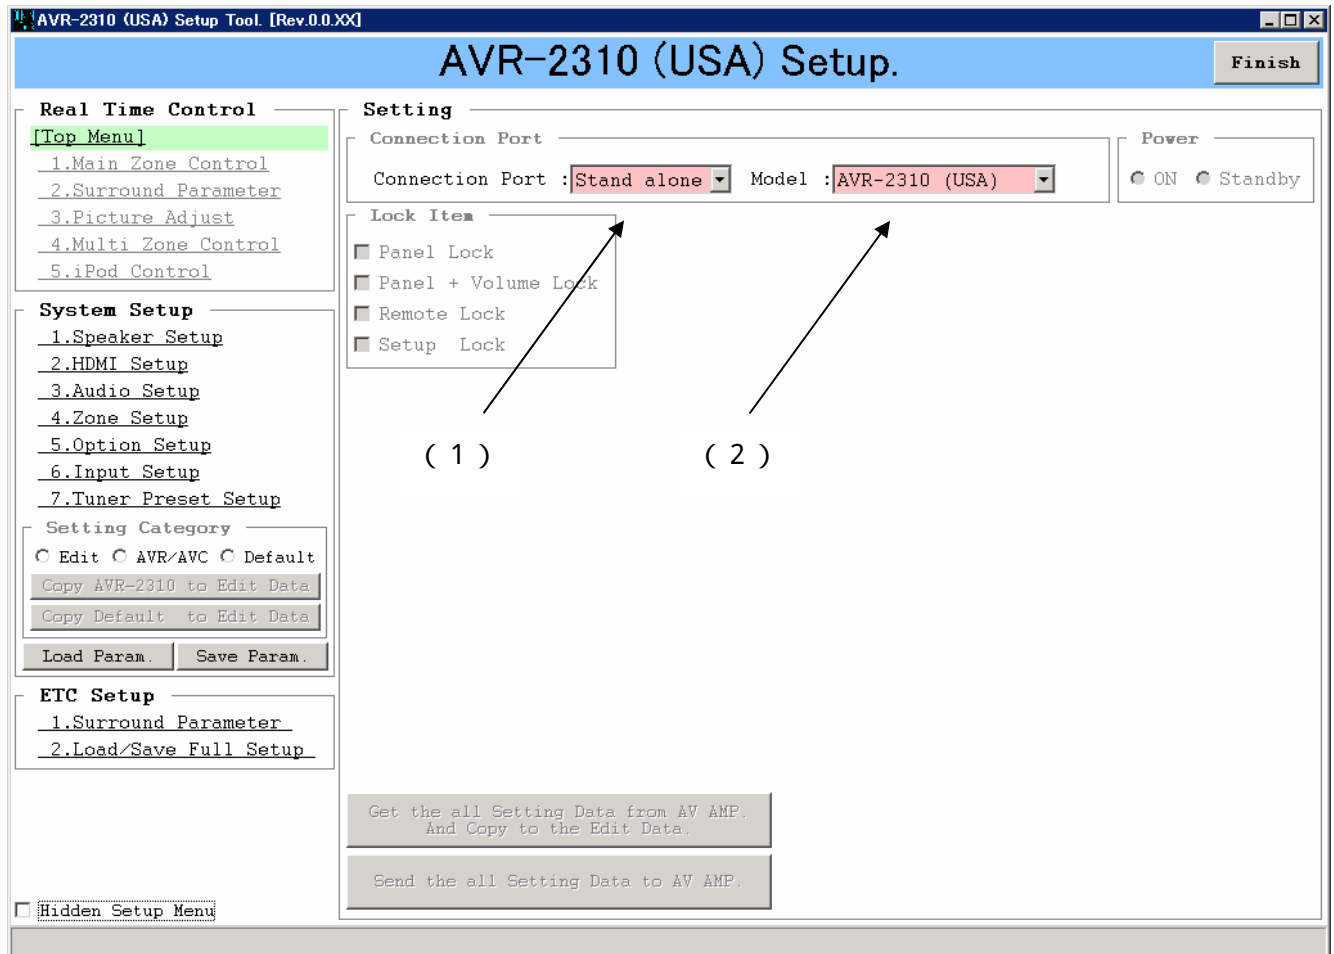 AVR-2310 (USA) Setup Tool. [Rev.0.0.XX]
AVR-2310 (USA) Setup.
Finish
Real Time Control
[Top Menu]
1.Main Zone Control
2.Surround Parameter
3.Picture Adjust
4.Multi Zone Control
5.iPod Control
System Setup
1.Speaker Setup
2.HDMI Setup
3.Audio Setup
4.Zone Setup
5.Option Setup
6.Input Setup
7.Tuner Preset Setup
Setting Category
Edit AVR/AVC Default
Copy AVR-2310 to Edit Data
Copy Default to Edit Data
Load Param. Save Param.
ETC Setup
1.Surround Parameter
2.Load/Save Full Setup
Hidden Setup Menu
Setting
Connection Port
Connection Port :Stand alone Model :AVR-2310 (USA)
Power
ON Standby
Lock Item
Panel Lock
Panel + Volume Lock
Remote Lock
Setup Lock
(1) (2)
Get the all Setting Data from AV AMP.
And Copy to the Edit Data.
Send the all Setting Data to AV AMP.